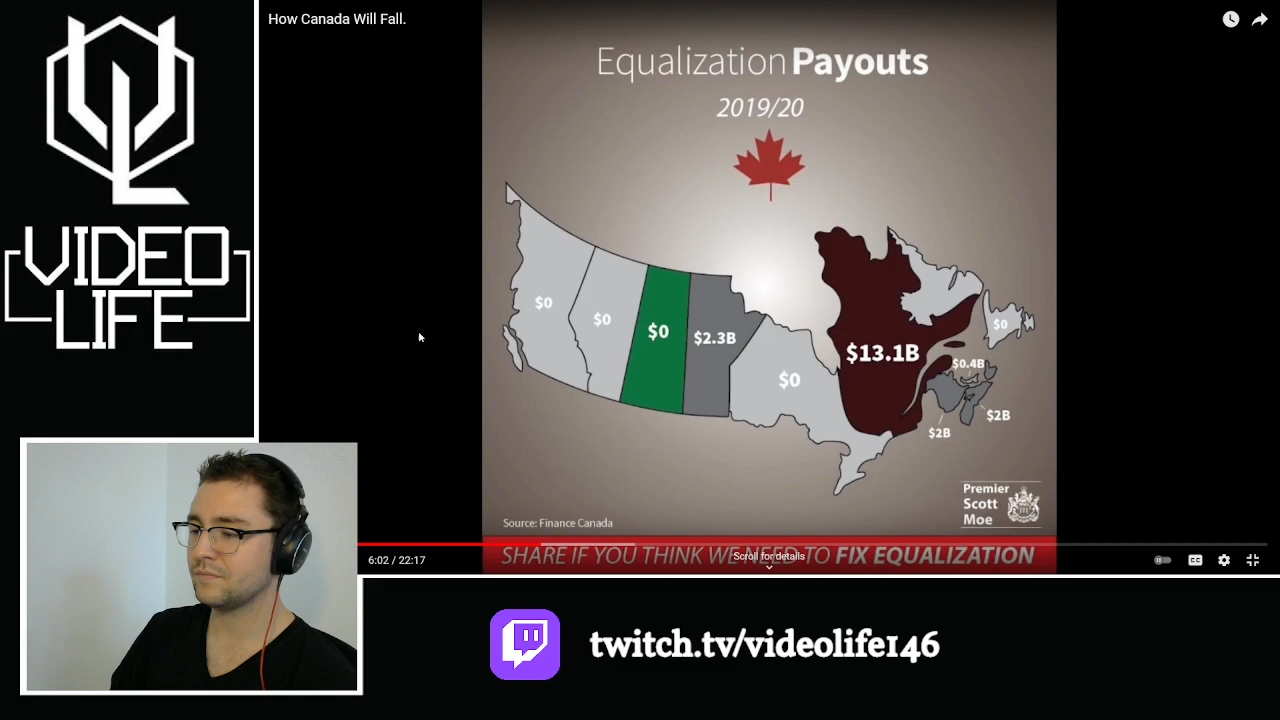 How Canada Will Fall.
Equalization Payouts
2019/20
$0
$0
$0
$2.3B
$0
$13.1B
$0
$0.4B
$2B
$2B
Premier
Scott
Moe
Source: Finance Canada
SHARE IF YOU THINK WE NEED TO FIX EQUALIZATION
Scroll for details
6:02 / 22:17
CC
VIDEO
LIFE
twitch.tv/videolife146